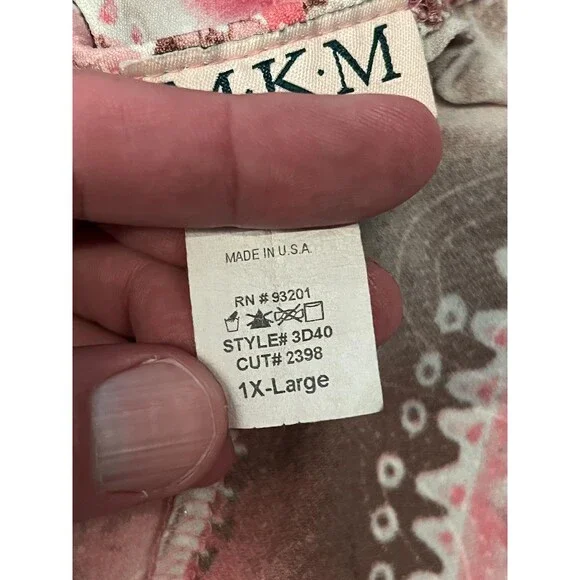 M·K·M
MADE IN U.S.A.
RN # 93201
STYLE# 3D40
CUT# 2398
1X-Large